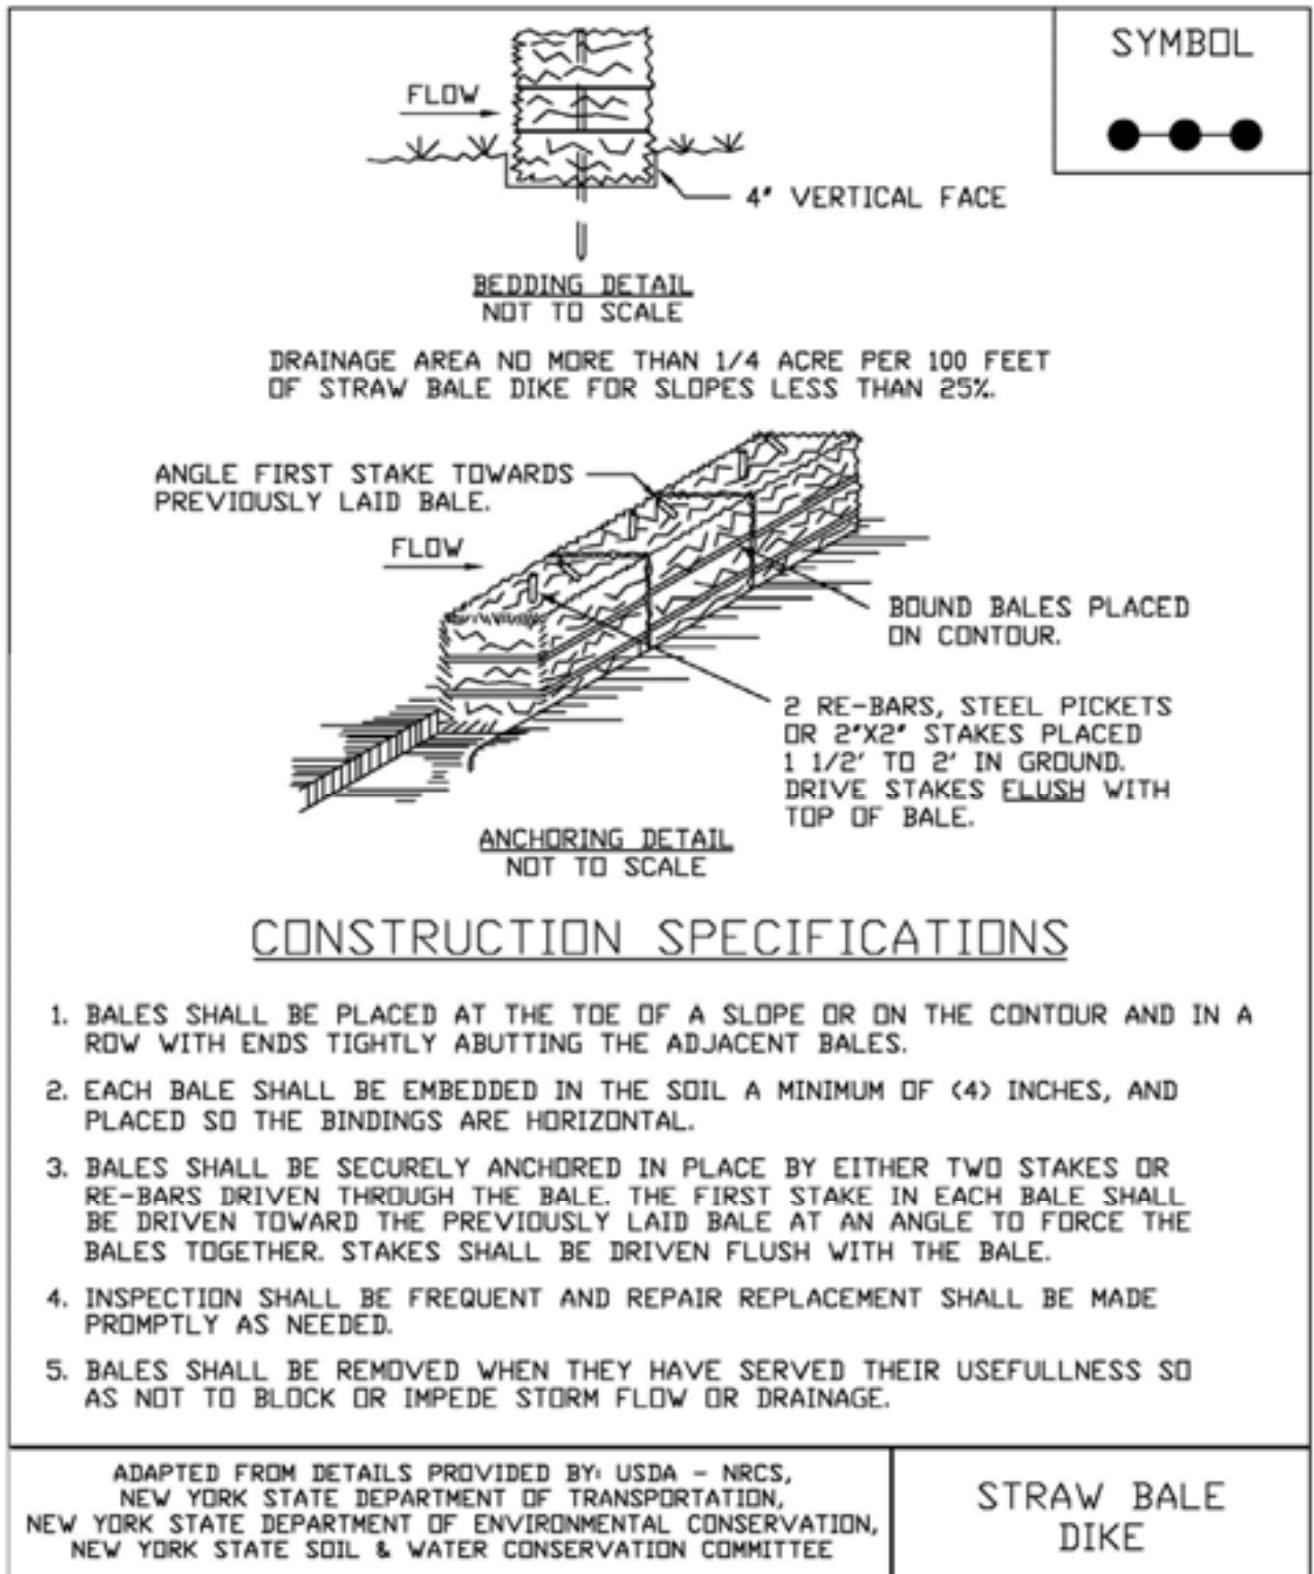 SYMBOL
FLOW
4" VERTICAL FACE
BEDDING DETAIL
NOT TO SCALE
DRAINAGE AREA NO MORE THAN 1/4 ACRE PER 100 FEET
OF STRAW BALE DIKE FOR SLOPES LESS THAN 25%.
ANGLE FIRST STAKE TOWARDS
PREVIOUSLY LAID BALE.
FLOW
BOUND BALES PLACED
ON CONTOUR.
2 RE-BARS, STEEL PICKETS
OR 2"X2" STAKES PLACED
1 1/2' TO 2' IN GROUND.
DRIVE STAKES FLUSH WITH
TOP OF BALE.
ANCHORING DETAIL
NOT TO SCALE
CONSTRUCTION SPECIFICATIONS
1. BALES SHALL BE PLACED AT THE TOE OF A SLOPE OR ON THE CONTOUR AND IN A
ROW WITH ENDS TIGHTLY ABUTTING THE ADJACENT BALES.
2. EACH BALE SHALL BE EMBEDDED IN THE SOIL A MINIMUM OF (4) INCHES, AND
PLACED SO THE BINDINGS ARE HORIZONTAL.
3. BALES SHALL BE SECURELY ANCHORED IN PLACE BY EITHER TWO STAKES OR
RE-BARS DRIVEN THROUGH THE BALE. THE FIRST STAKE IN EACH BALE SHALL
BE DRIVEN TOWARD THE PREVIOUSLY LAID BALE AT AN ANGLE TO FORCE THE
BALES TOGETHER. STAKES SHALL BE DRIVEN FLUSH WITH THE BALE.
4. INSPECTION SHALL BE FREQUENT AND REPAIR REPLACEMENT SHALL BE MADE
PROMPTLY AS NEEDED.
5. BALES SHALL BE REMOVED WHEN THEY HAVE SERVED THEIR USEFULLNESS SO
AS NOT TO BLOCK OR IMPEDE STORM FLOW OR DRAINAGE.
ADAPTED FROM DETAILS PROVIDED BY: USDA - NRCS,
NEW YORK STATE DEPARTMENT OF TRANSPORTATION,
NEW YORK STATE DEPARTMENT OF ENVIRONMENTAL CONSERVATION,
NEW YORK STATE SOIL & WATER CONSERVATION COMMITTEE
STRAW BALE
DIKE